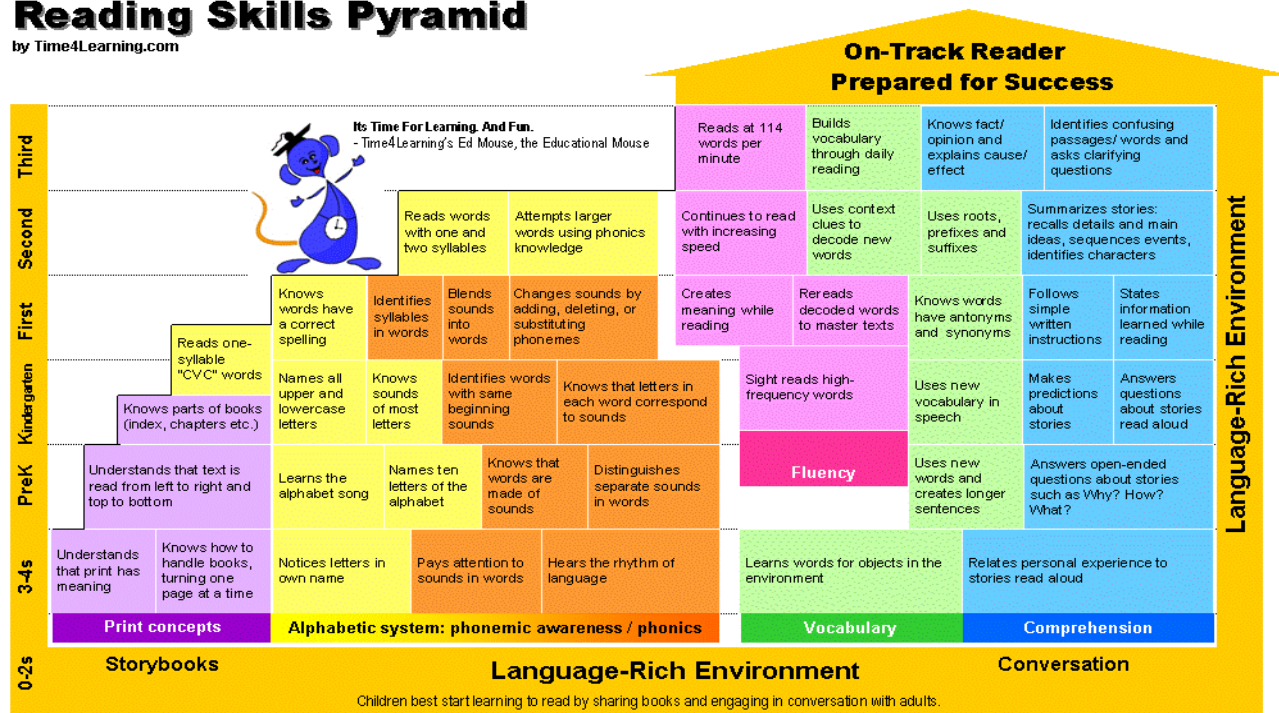 Reading Skills Pyramid
by Time4Learning.com
On-Track Reader
Prepared for Success
Third
Its Time For Learning. And Fun.
- Time4Learning's Ed Mouse, the Educational Mouse
Reads at 114
words per
minute
Builds
vocabulary
through daily
reading
Knows fact/
opinion and
explains cause/
effect
Identifies confusing
passages/ words and
asks clarifying
questions
Second
Reads words
with one and
two syllables
Attempts larger
words using phonics
knowledge
Continues to read
with increasing
speed
Uses context
clues to
decode new
words
Uses roots,
prefixes and
suffixes
Summarizes stories:
recalls details and main
ideas, sequences events,
identifies characters
First
Knows
words have
a correct
spelling
Identifies
syllables
in words
Blends
sounds
into
words
Changes sounds by
adding, deleting, or
substituting
phonemes
Creates
meaning while
reading
Rereads
decoded words
to master texts
Knows words
have antonyms
and synonyms
Follows
simple
written
instructions
States
information
learned while
reading
Reads one-
syllable
"CVC" words
Kindergarten
Knows parts of books
(index, chapters etc.)
Names all
upper and
lowercase
letters
Knows
sounds
of most
letters
Identifies words
with same
beginning
sounds
Knows that letters in
each word correspond
to sounds
Sight reads high-
frequency words
Uses new
vocabulary in
speech
Makes
predictions
about
stories
Answers
questions
about stories
read aloud
PreK
Understands that text is
read from left to right and
top to bottom
Learns the
alphabet song
Names ten
letters of the
alphabet
Knows that
words are
made of
sounds
Distinguishes
separate sounds
in words
Fluency
Uses new
words and
creates longer
sentences
Answers open-ended
questions about stories
such as Why? How?
What?
3-4s
Understands
that print has
meaning
Knows how to
handle books,
turning one
page at a time
Notices letters in
own name
Pays attention to
sounds in words
Hears the rhythm of
language
Learns words for objects in the
environment
Relates personal experience to
stories read aloud
Print concepts
Alphabetic system: phonemic awareness / phonics
Vocabulary
Comprehension
Language-Rich Environment
0-2s
Storybooks
Language-Rich Environment
Conversation
Children best start learning to read by sharing books and engaging in conversation with adults.